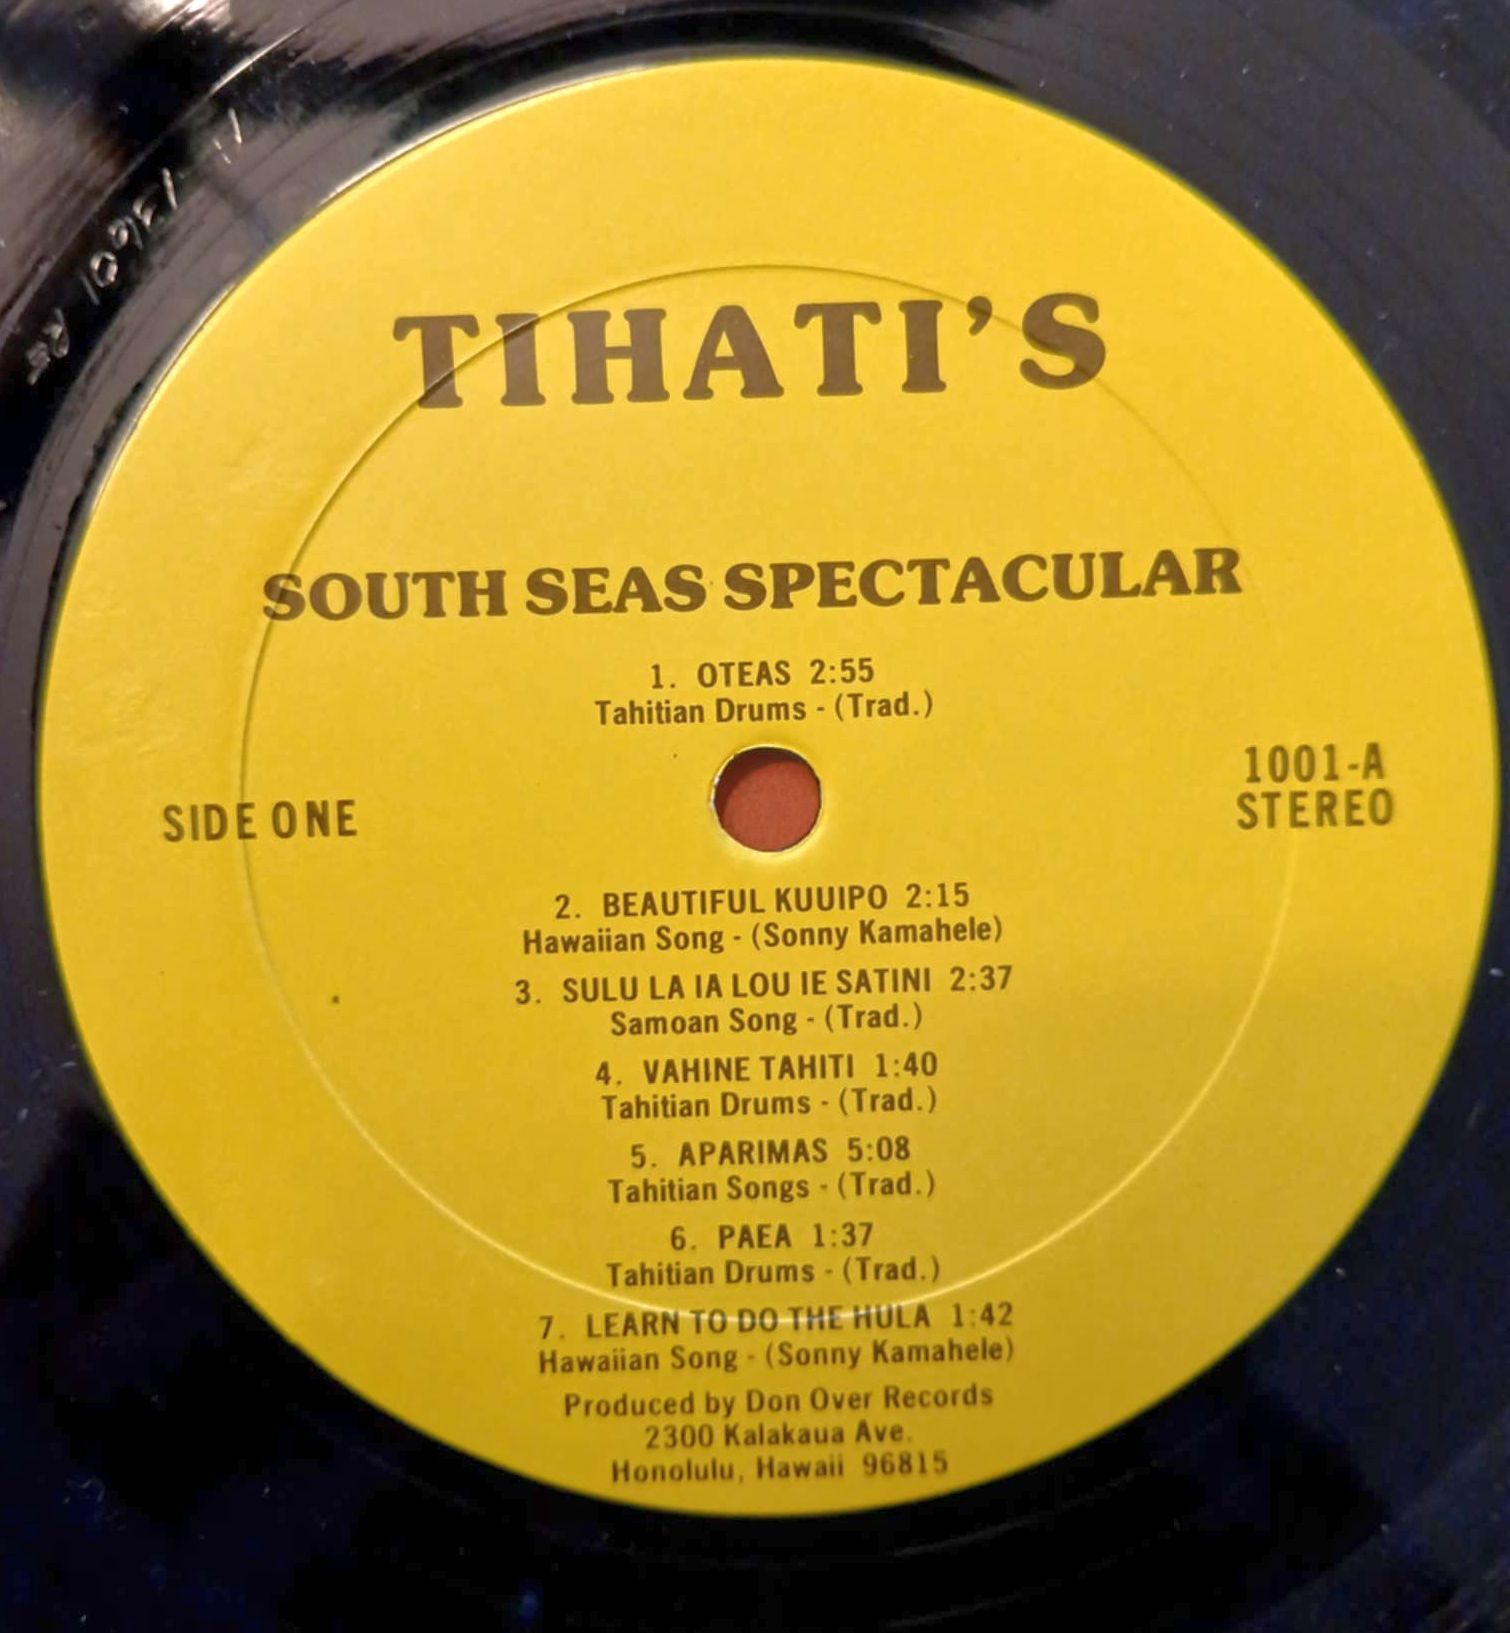 TIHATI'S
SOUTH SEAS SPECTACULAR
1. OTEAS 2:55
Tahitian Drums - (Trad.)
SIDE ONE
1001-A
STEREO
2. BEAUTIFUL KUUIPO 2:15
Hawaiian Song - (Sonny Kamahele)
3. SULU LA IA LOU IE SATINI 2:37
Samoan Song - (Trad.)
4. VAHINE TAHITI 1:40
Tahitian Drums - (Trad.)
5. APARIMAS 5:08
Tahitian Songs - (Trad.)
6. PAEA 1:37
Tahitian Drums - (Trad.)
7. LEARN TO DO THE HULA 1:42
Hawaiian Song - (Sonny Kamahele)
Produced by Don Over Records
2300 Kalakaua Ave.
Honolulu, Hawaii 96815